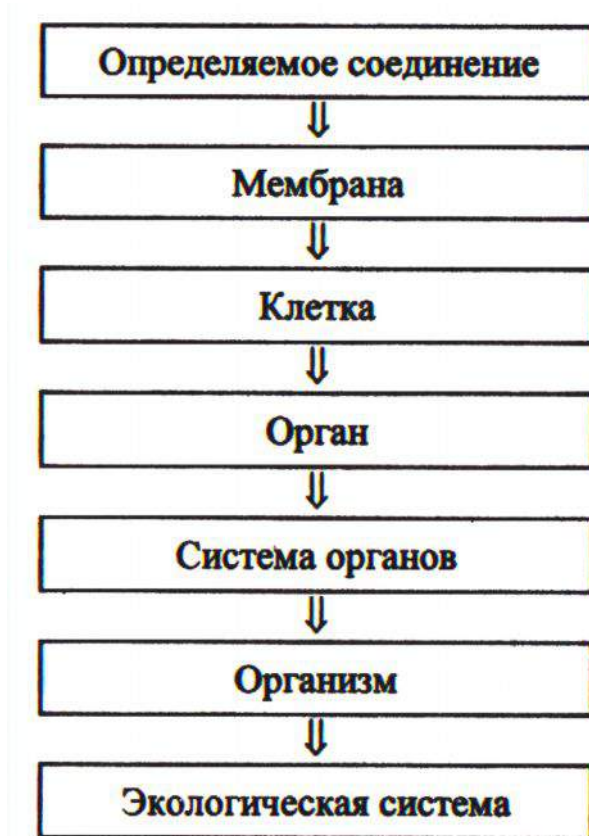 Определяемое соединение
Мембрана
Клетка
Орган
Система органов
Организм
Экологическая система